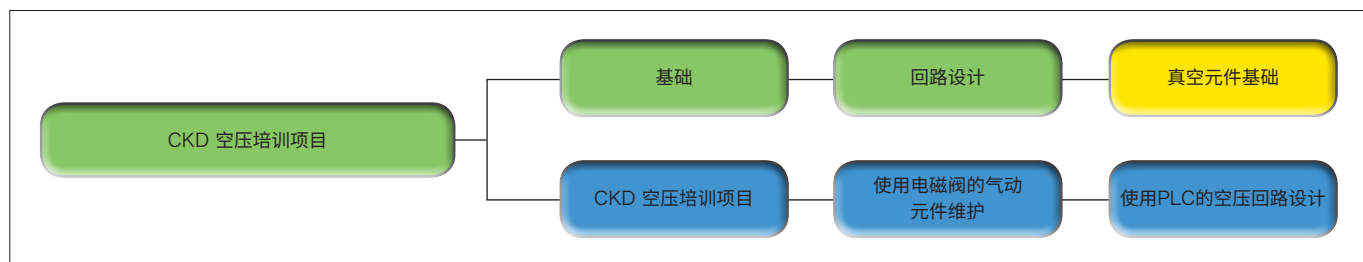 基础
回路设计
真空元件基础
CKD 空压培训项目
CKD 空压培训项目
使用电磁阀的气动
元件维护
使用PLC的空压回路设计